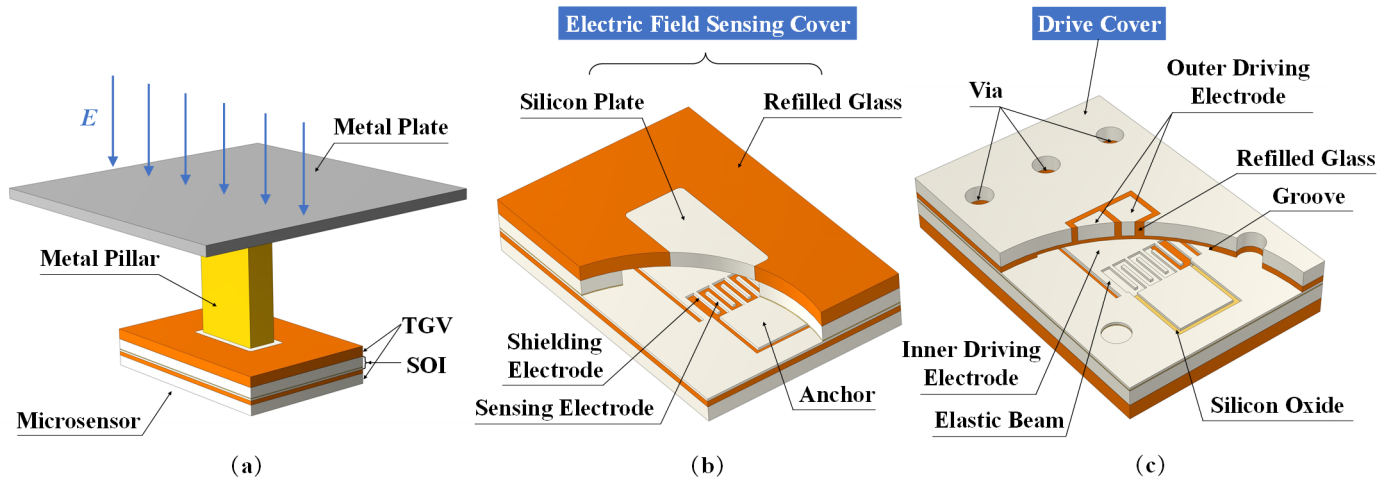 E
Metal Plate
Metal Pillar
TGV
SOI
Microsensor
(a)
Electric Field Sensing Cover
Silicon Plate
Refilled Glass
Shielding
Electrode
Sensing Electrode
Anchor
(b)
Drive Cover
Via
Outer Driving
Electrode
Refilled Glass
Groove
Inner Driving
Electrode
Elastic Beam
Silicon Oxide
(c)